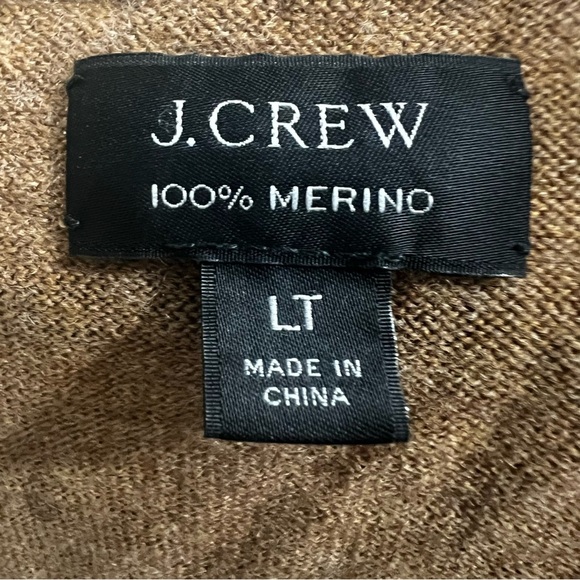 J.CREW
100% MERINO
LT
MADE IN
CHINA